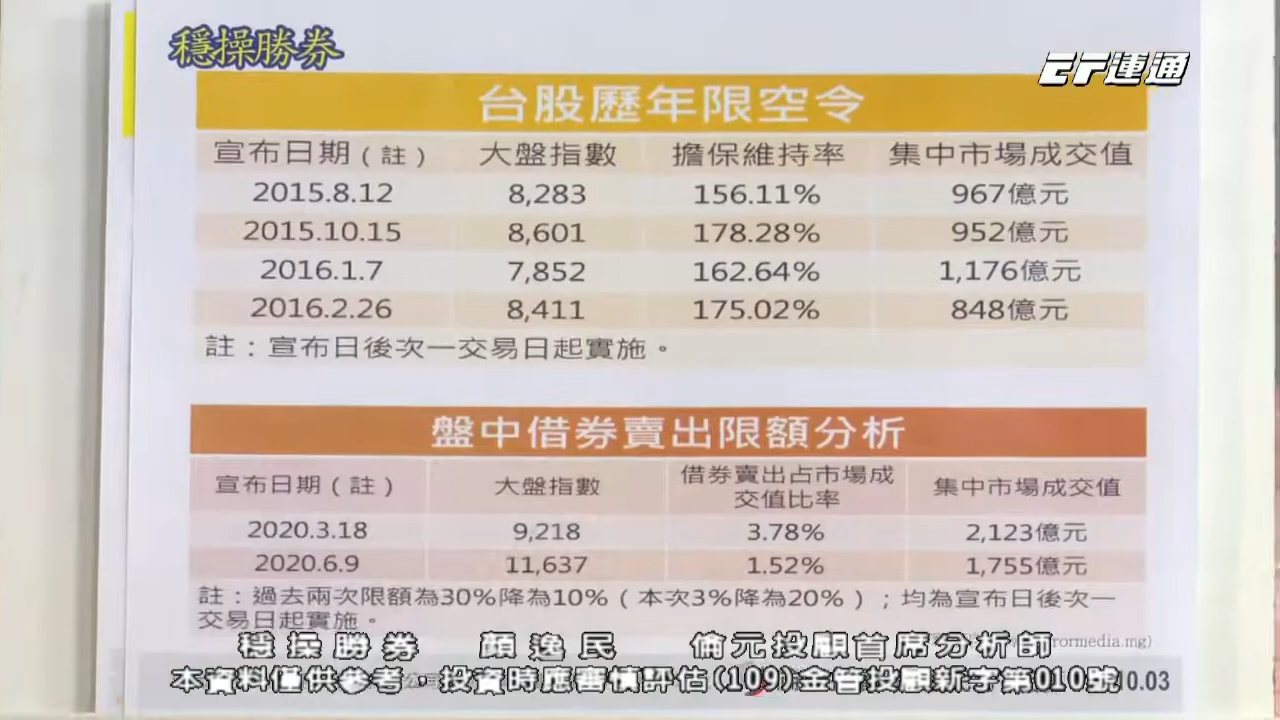 穩操勝券
EF運通
台股歷年限空令
宣布日期（註） 大盤指數 擔保維持率 集中市場成交值
2015.8.12 8,283 156.11% 967億元
2015.10.15 8,601 178.28% 952億元
2016.1.7 7,852 162.64% 1,176億元
2016.2.26 8,411 175.02% 848億元
註：宣布日後次一交易日起實施。
盤中借券賣出限額分析
宣布日期（註） 大盤指數 借券賣出占市場成交值比率 集中市場成交值
2020.3.18 9,218 3.78% 2,123億元
2020.6.9 11,637 1.52% 1,755億元
註：過去兩次限額為30%降為10%（本次3%降為20%）；均為宣布日後次一
交易日起實施。
穩操勝券 顏逸民 倫元投顧首席分析師
rormedia.mg)
本資料僅供參考，投資時應審慎評估(109)金管投顧新字第010號
10.03